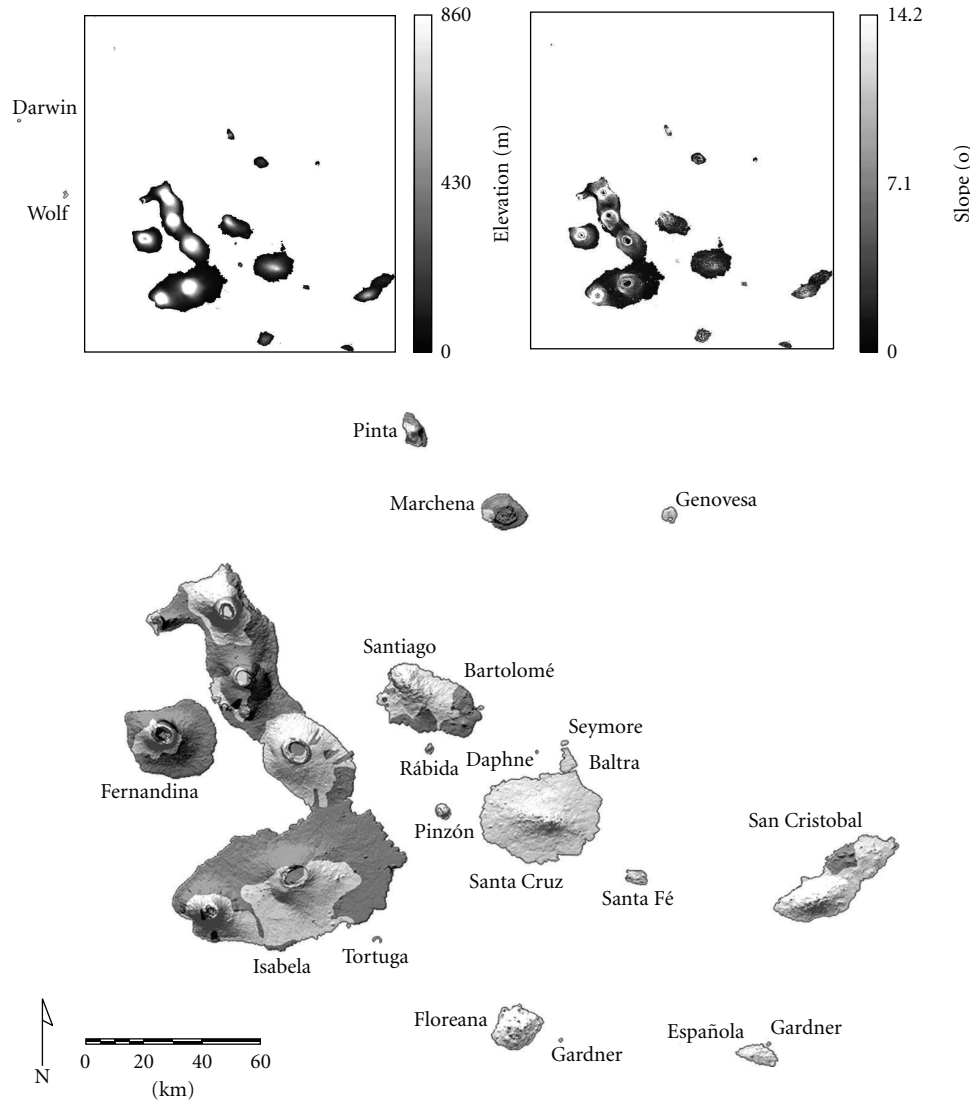 860
430
0
Elevation (m)
14.2
7.1
0
Slope (o)
Darwin
Wolf
Pinta
Marchena
Genovesa
Santiago
Bartolomé
Seymore
Daphne
Baltra
Rábida
Fernandina
Pinzón
San Cristobal
Santa Cruz
Santa Fé
Isabela
Tortuga
Floreana
Gardner
Española
Gardner
N
0 20 40 60
(km)